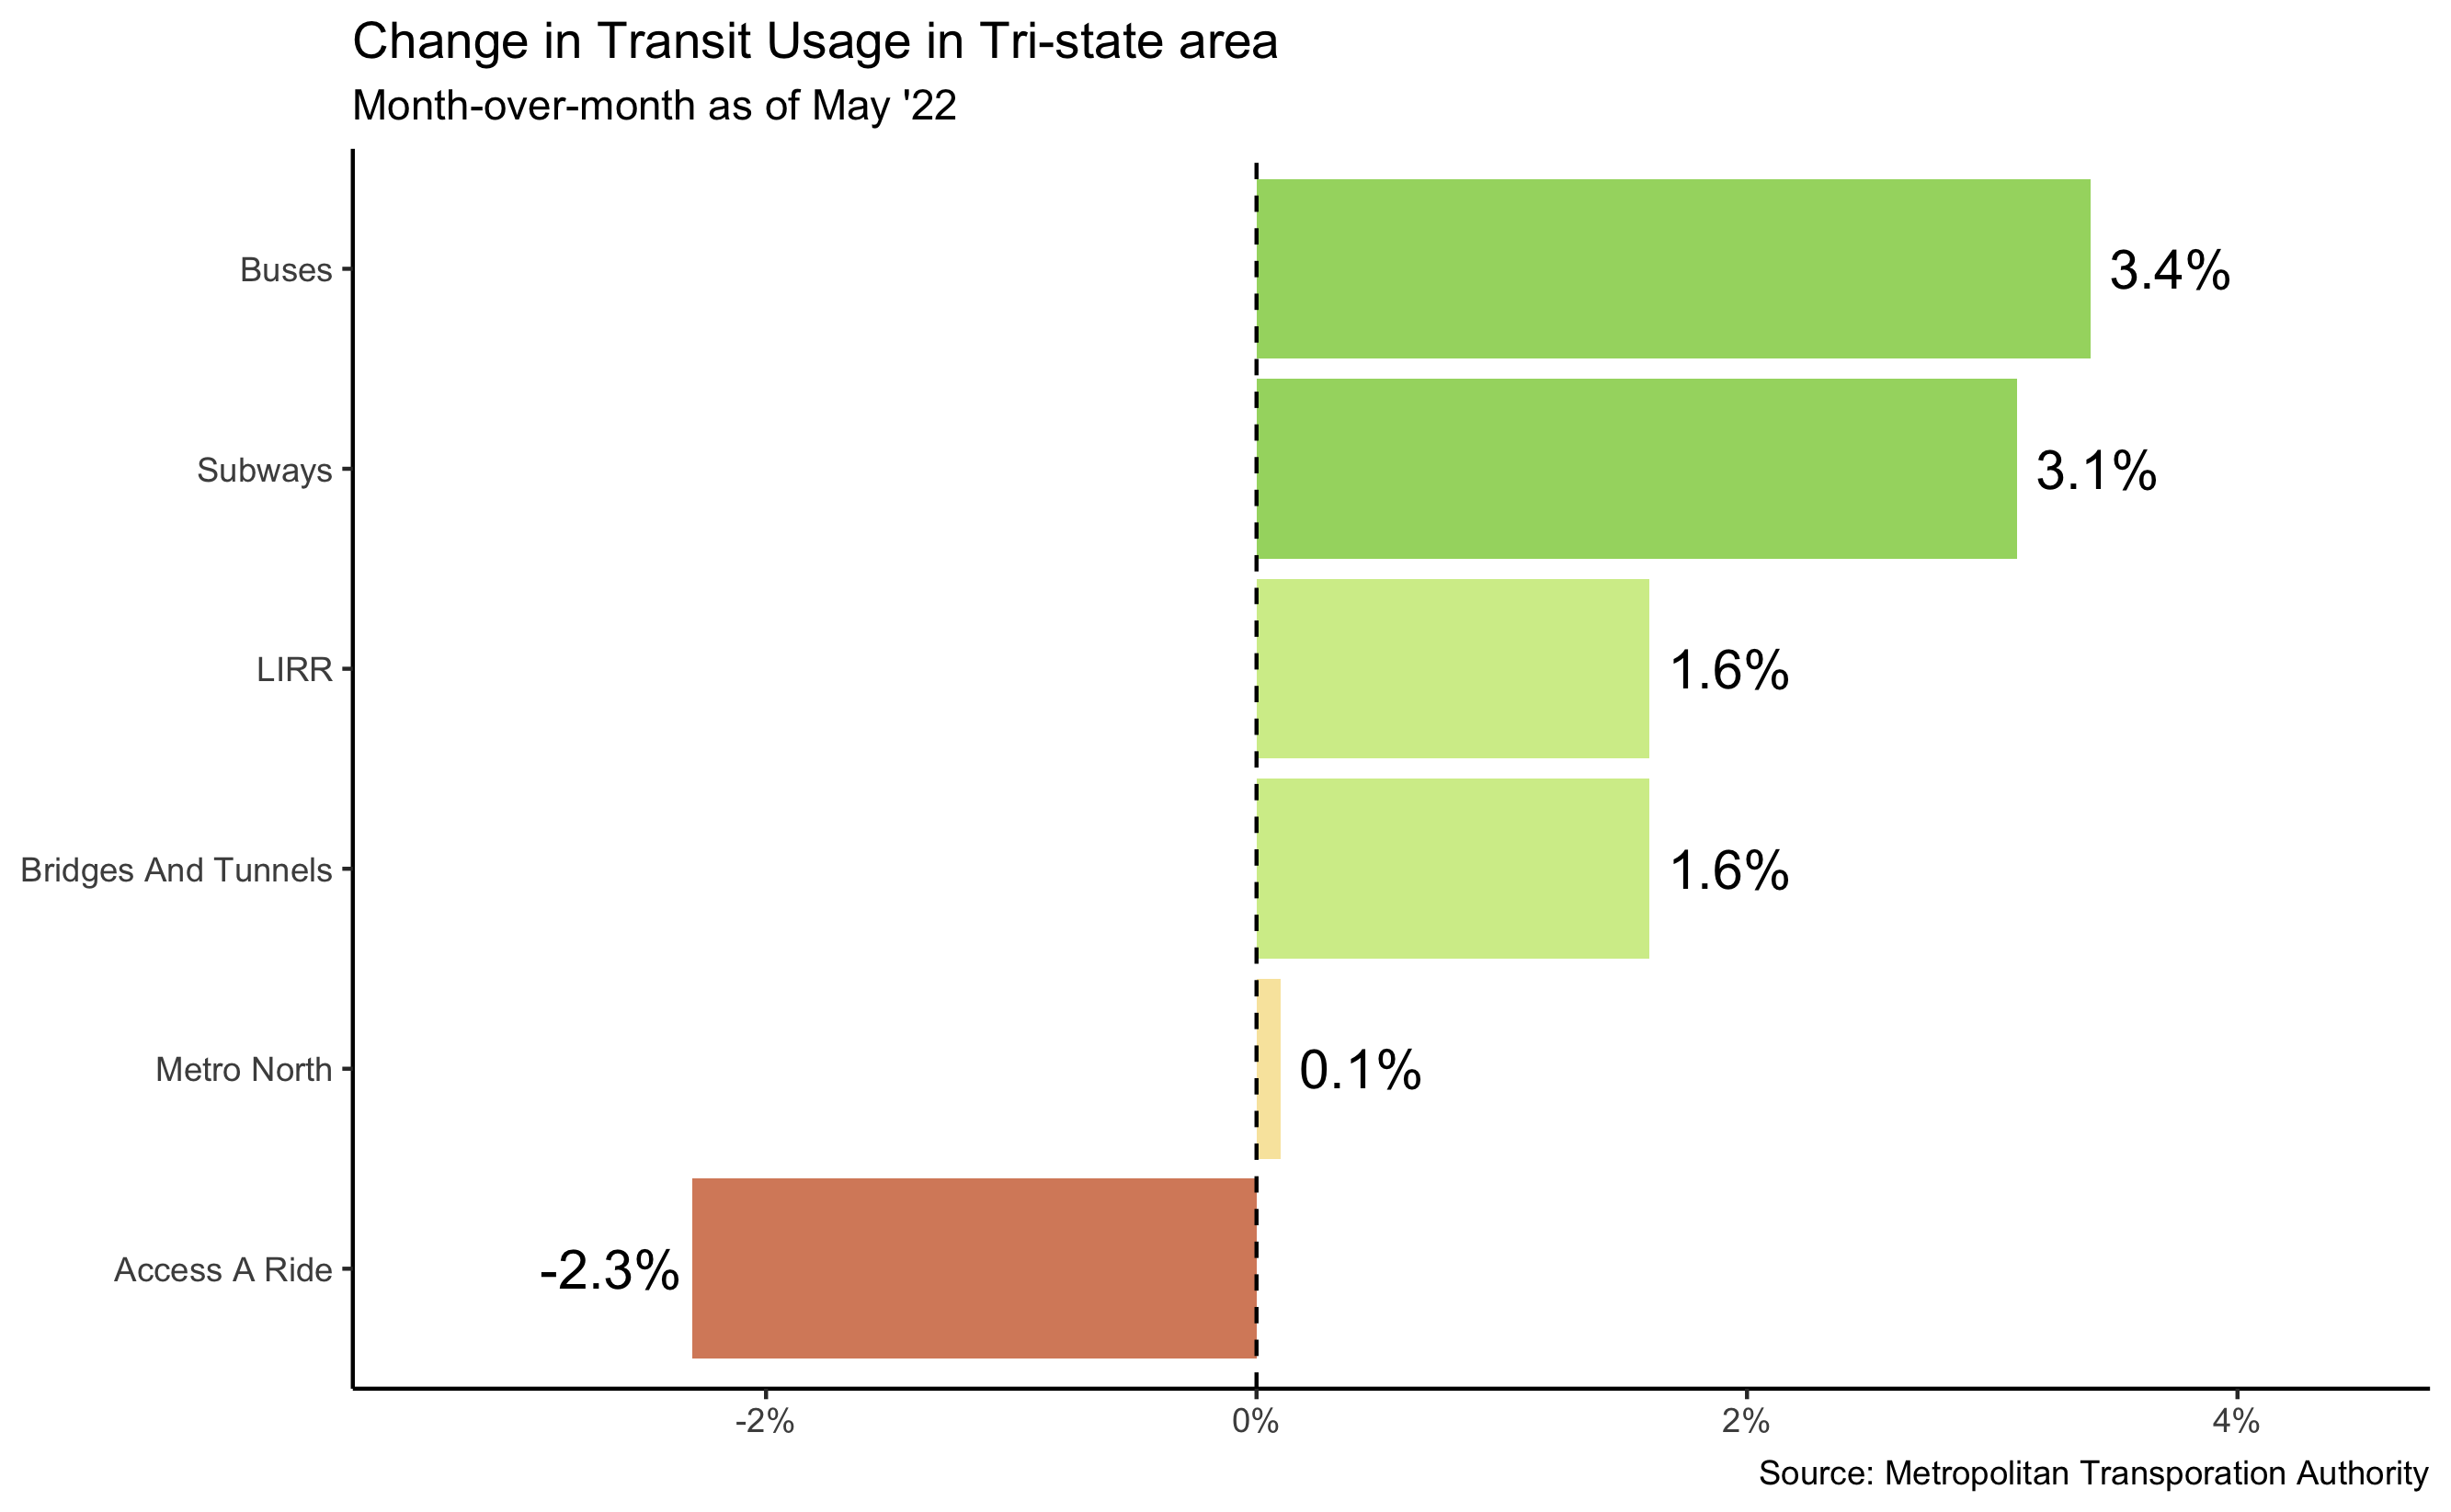 Change in Transit Usage in Tri-state area
Month-over-month as of May '22
Buses
3.4%
Subways
3.1%
LIRR
1.6%
Bridges And Tunnels
1.6%
Metro North
0.1%
Access A Ride
-2.3%
-2% 0% 2% 4%
Source: Metropolitan Transporation Authority